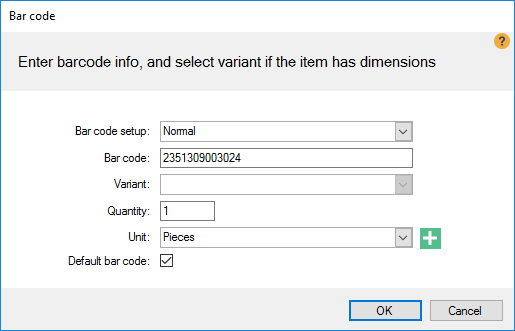 Bar code
?
Enter barcode info, and select variant if the item has dimensions
Bar code setup: Normal
Bar code: 2351309003024
Variant:
Quantity: 1
Unit: Pieces
Default bar code:
OK Cancel